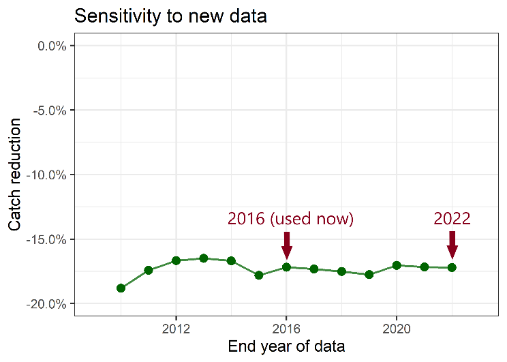 Sensitivity to new data
0.0%
-5.0%
-10.0%
-15.0%
-20.0%
Catch reduction
2016 (used now)
2022
2012
2016
2020
End year of data